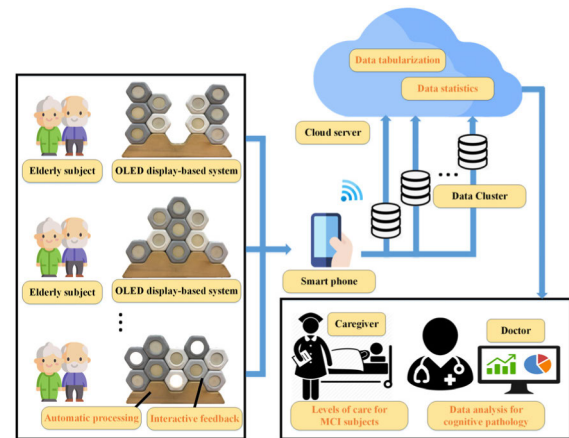 Data tabularization
Data statistics
Cloud server
Elderly subject
OLED display-based system
Data Cluster
Smart phone
Elderly subject
OLED display-based system
Caregiver
Doctor
Automatic processing
Interactive feedback
Levels of care for
MCI subjects
Data analysis for
cognitive pathology